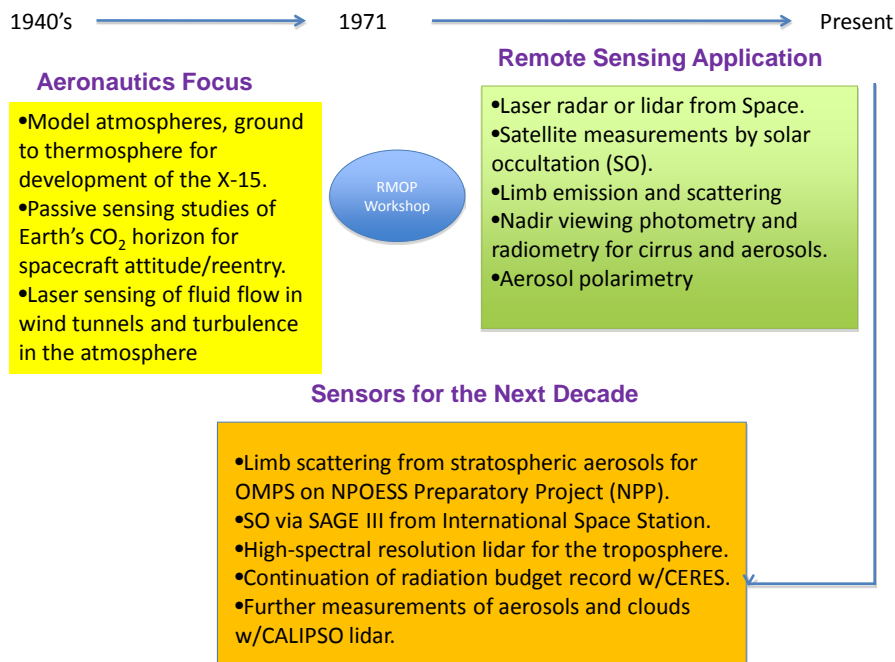 1940's
1971
Present
Aeronautics Focus
•Model atmospheres, ground
to thermosphere for
development of the X-15.
•Passive sensing studies of
Earth's CO₂ horizon for
spacecraft attitude/reentry.
•Laser sensing of fluid flow in
wind tunnels and turbulence
in the atmosphere
RMOP
Workshop
Remote Sensing Application
•Laser radar or lidar from Space.
•Satellite measurements by solar
occultation (SO).
•Limb emission and scattering
•Nadir viewing photometry and
radiometry for cirrus and aerosols.
•Aerosol polarimetry
Sensors for the Next Decade
•Limb scattering from stratospheric aerosols for
OMPS on NPOESS Preparatory Project (NPP).
•SO via SAGE III from International Space Station.
•High-spectral resolution lidar for the troposphere.
•Continuation of radiation budget record w/CERES.
•Further measurements of aerosols and clouds
w/CALIPSO lidar.